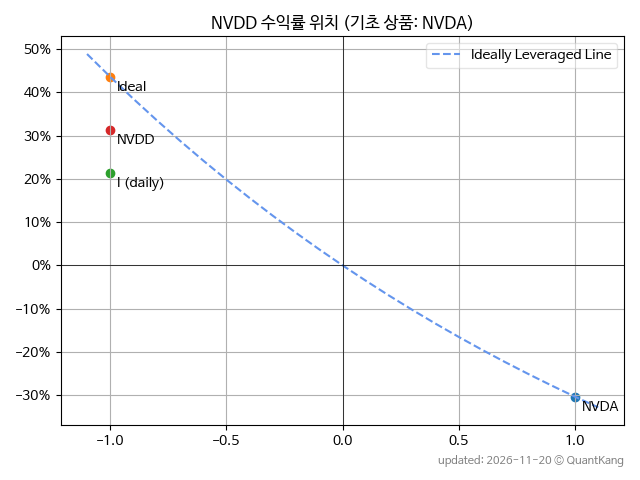 NVDD 수익률 위치 (기초 상품: NVDA)
50%
40%
30%
20%
10%
0%
−10%
−20%
−30%
Ideally Leveraged Line
Ideal
NVDD
I (daily)
NVDA
−1.0
−0.5
0.0
0.5
1.0
updated: 2026-11-20 © QuantKang